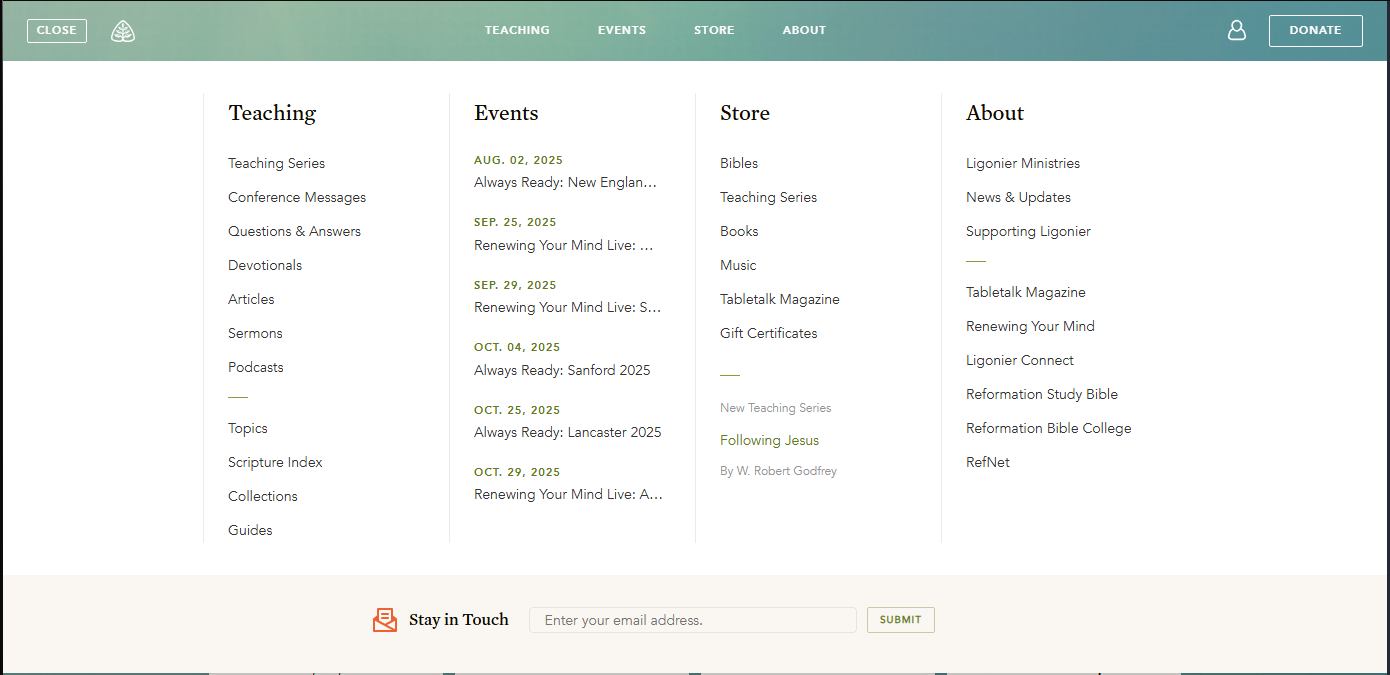 CLOSE
TEACHING
EVENTS
STORE
ABOUT
DONATE
Teaching
Teaching Series
Conference Messages
Questions & Answers
Devotionals
Articles
Sermons
Podcasts
Topics
Scripture Index
Collections
Guides
Events
AUG. 02, 2025
Always Ready: New Englan...
SEP. 25, 2025
Renewing Your Mind Live: ...
SEP. 29, 2025
Renewing Your Mind Live: S...
OCT. 04, 2025
Always Ready: Sanford 2025
OCT. 25, 2025
Always Ready: Lancaster 2025
OCT. 29, 2025
Renewing Your Mind Live: A...
Store
Bibles
Teaching Series
Books
Music
Tabletalk Magazine
Gift Certificates
New Teaching Series
Following Jesus
By W. Robert Godfrey
About
Ligonier Ministries
News & Updates
Supporting Ligonier
Tabletalk Magazine
Renewing Your Mind
Ligonier Connect
Reformation Study Bible
Reformation Bible College
RefNet
Stay in Touch
Enter your email address.
SUBMIT